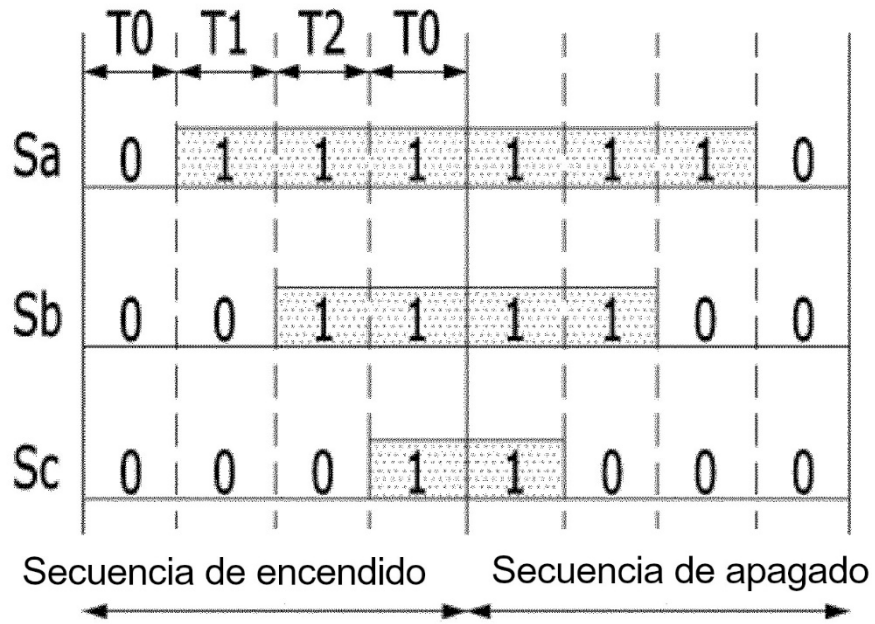 T0 T1 T2 T0
Sa 0 1 1 1 1 1 1 0
Sb 0 0 1 1 1 1 0 0
Sc 0 0 0 1 1 0 0 0
Secuencia de encendido Secuencia de apagado